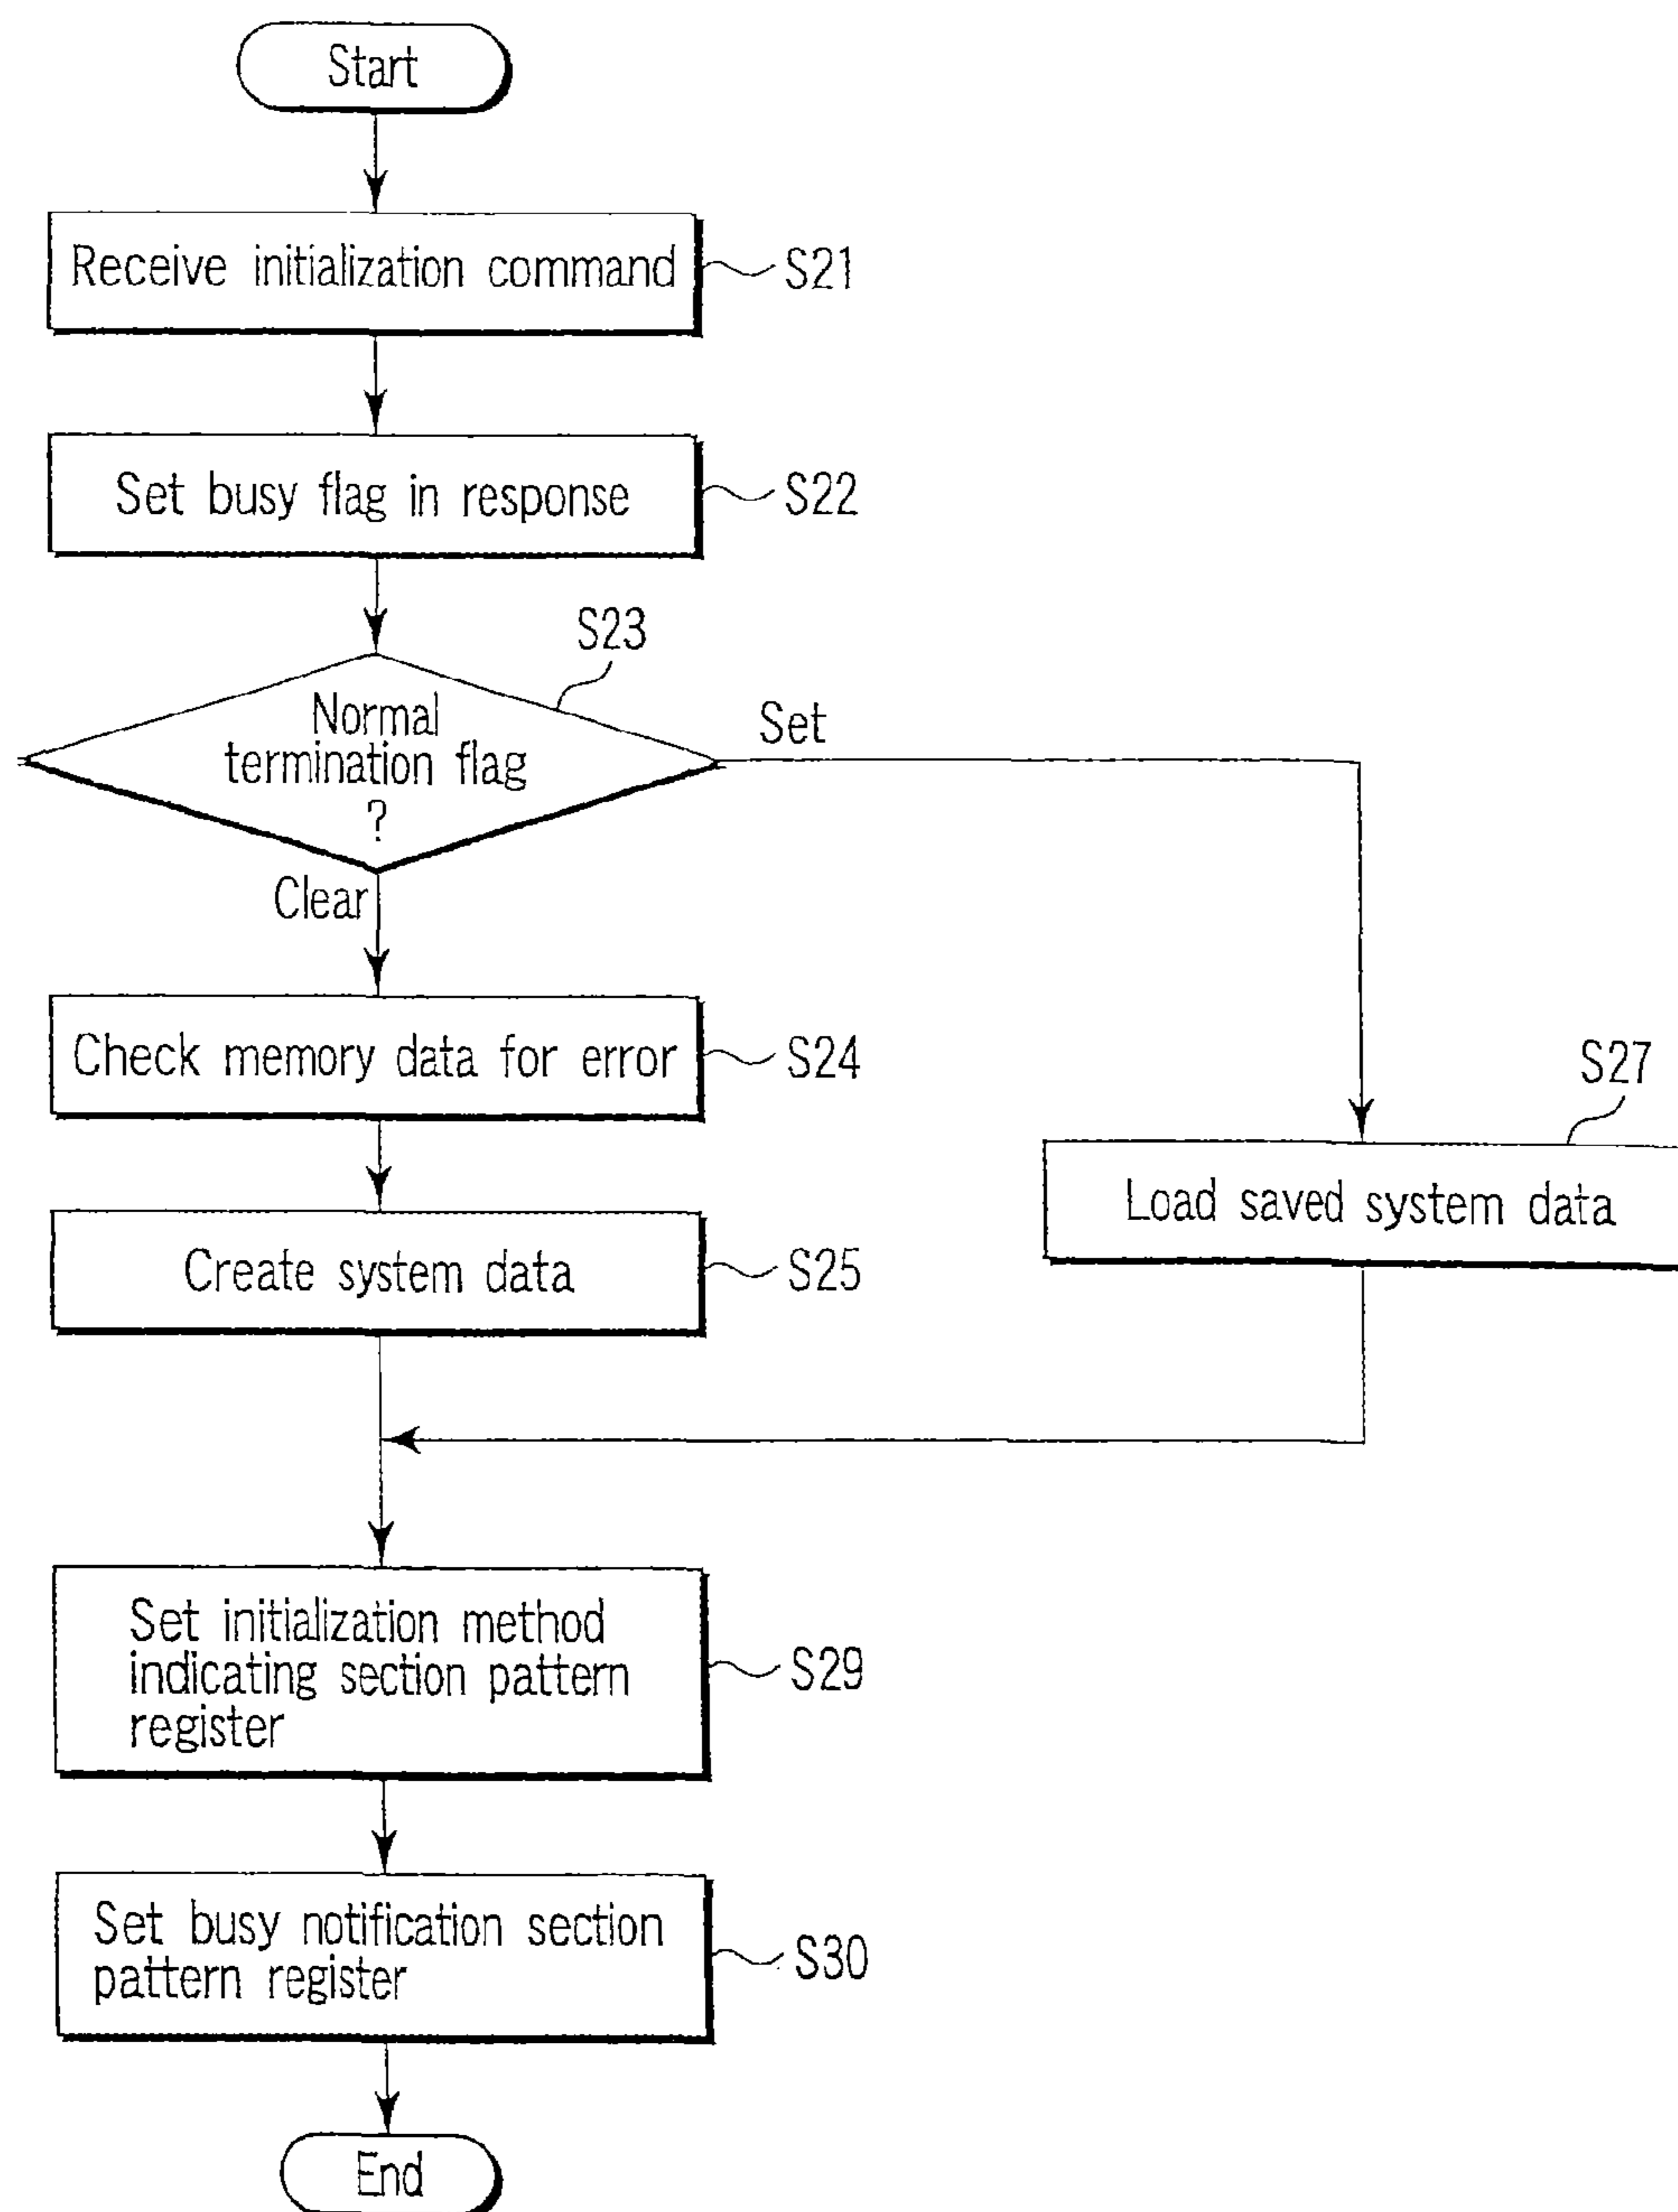 Start
Receive initialization command
S21
Set busy flag in response
S22
S23
Normal
termination flag
?
Set
Clear
Check memory data for error
S24
S27
Load saved system data
Create system data
S25
Set initialization method
indicating section pattern
register
S29
Set busy notification section
pattern register
S30
End